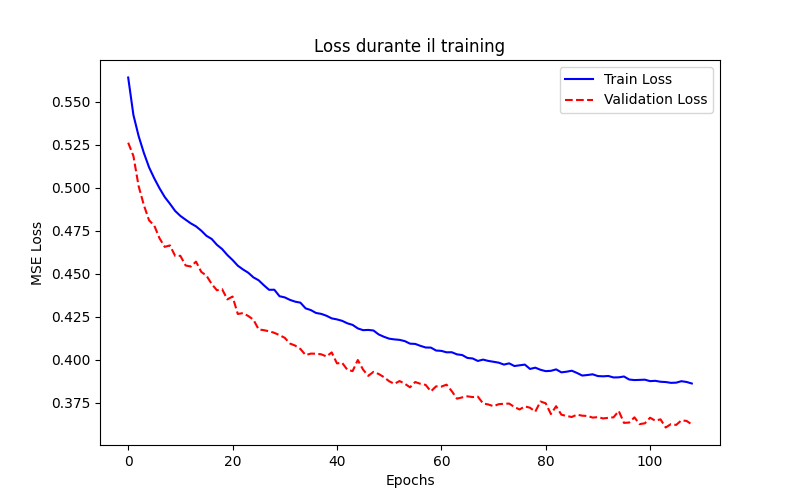 Loss durante il training
Train Loss
Validation Loss
0.550
0.525
0.500
0.475
0.450
0.425
0.400
0.375
MSE Loss
0 20 40 60 80 100
Epochs